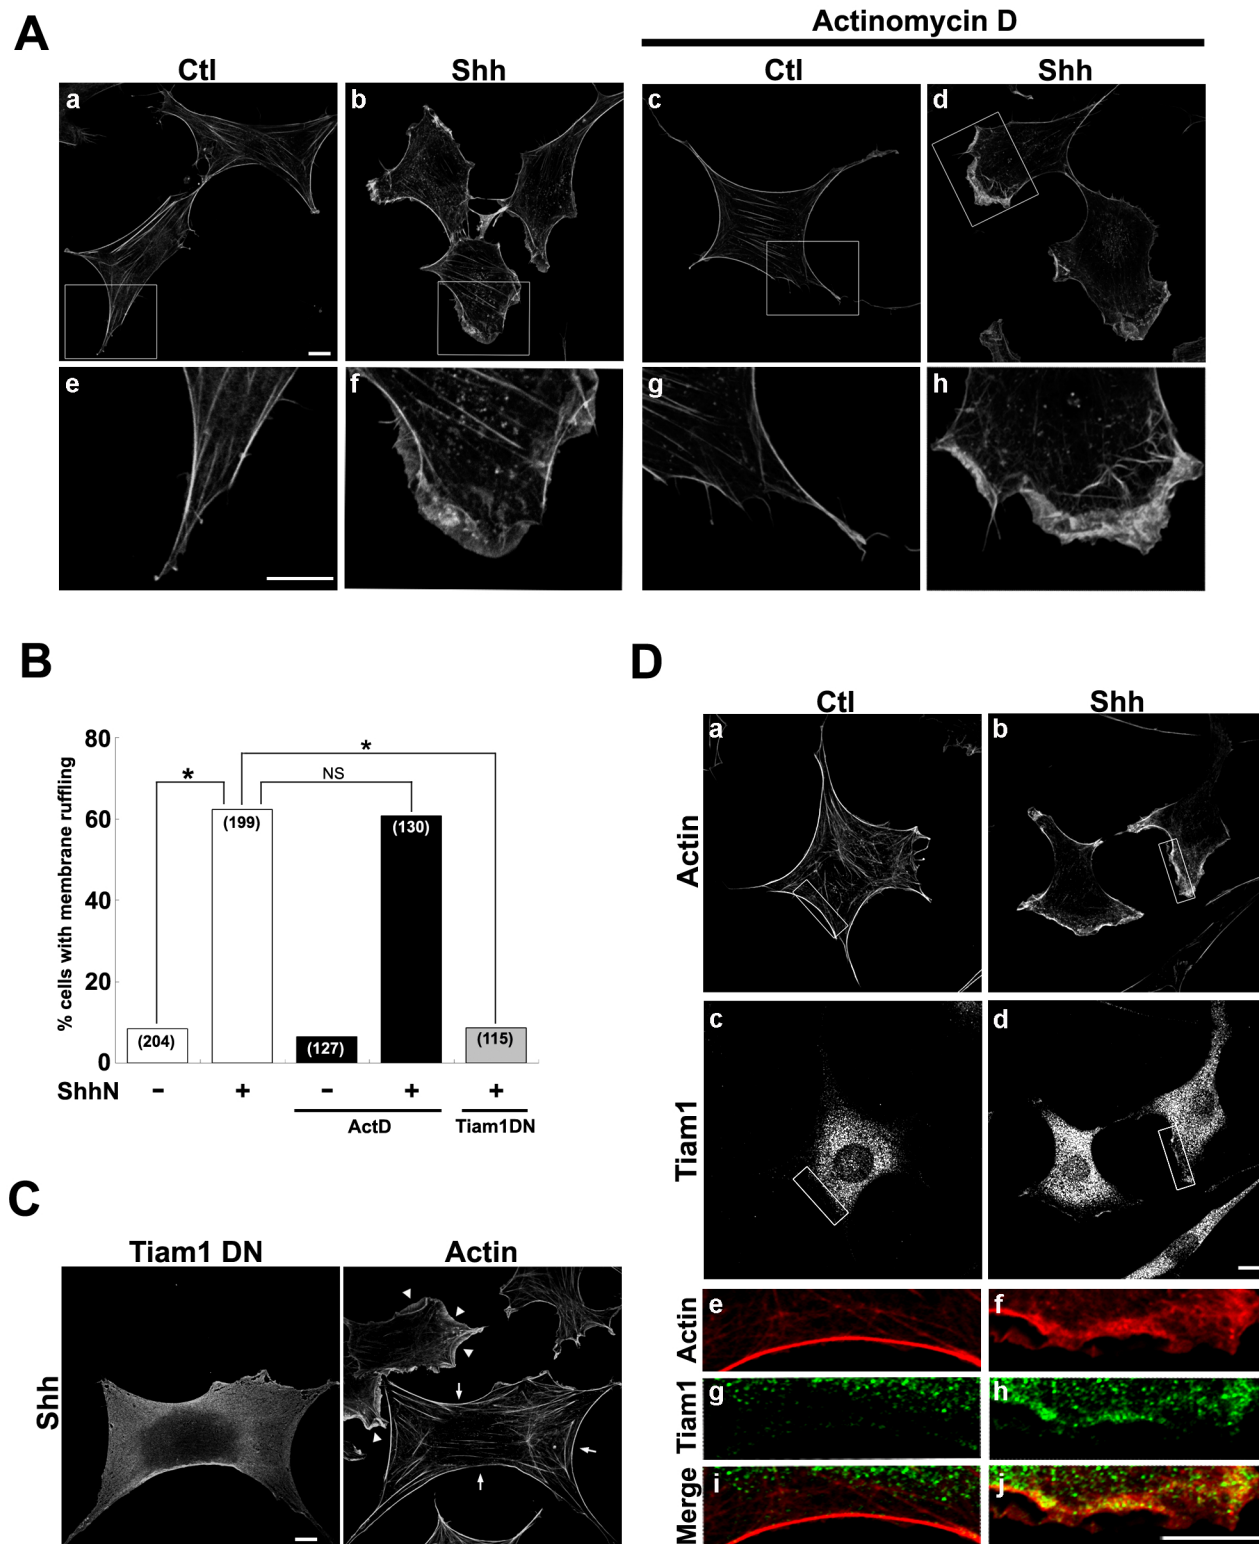 A
Actinomycin D
Ctl
Shh
Ctl
Shh
a
b
c
d
e
f
g
h
B
% cells with membrane ruffling
80
60
40
20
0
*
*
NS
(204)
(199)
(127)
(130)
(115)
ShhN
-
+
-
+
+
ActD
Tiam1DN
C
Tiam1 DN
Actin
Shh
D
Ctl
Shh
Actin
a
b
Tiam1
c
d
Actin
e
f
Tiam1
g
h
Merge
i
j